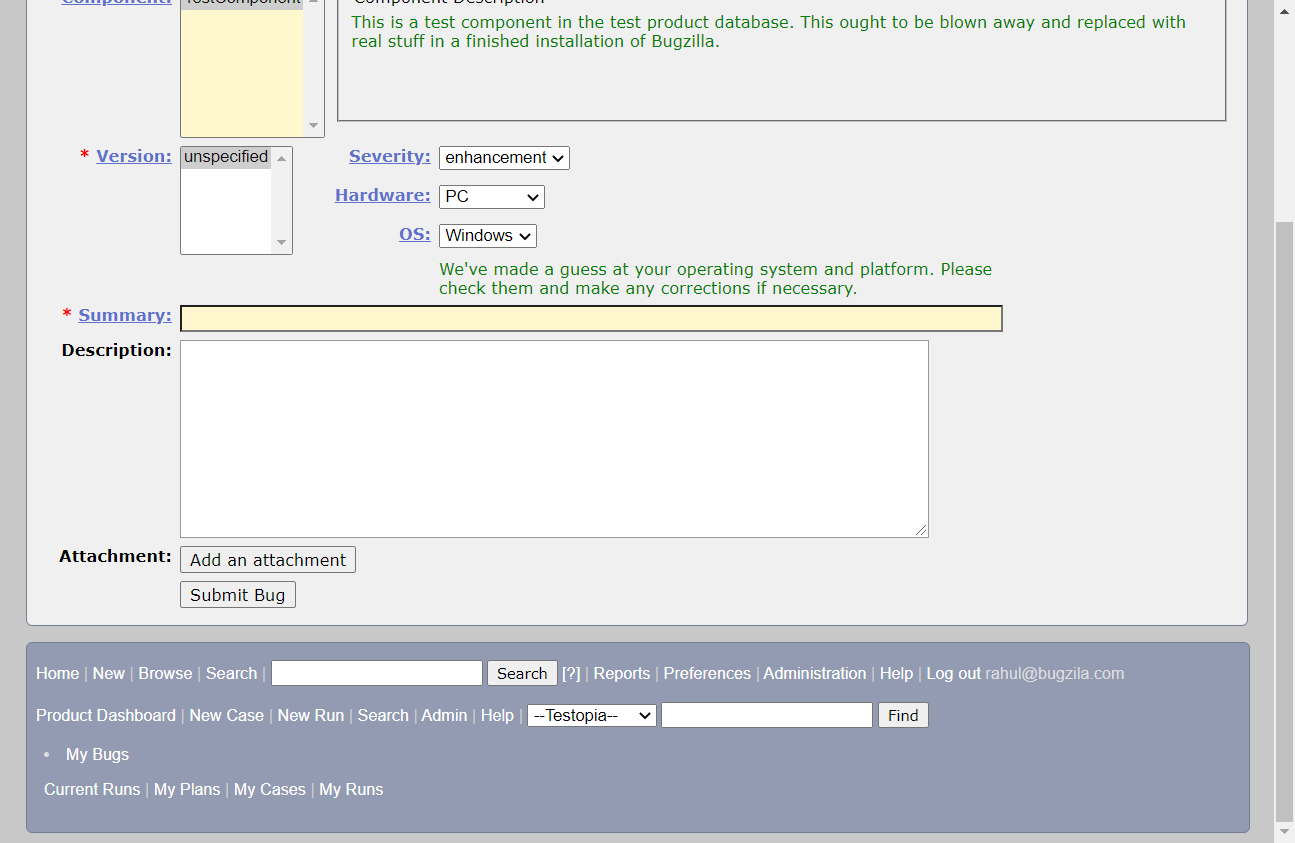 Component: TestComponent Component Description
This is a test component in the test product database. This ought to be blown away and replaced with
real stuff in a finished installation of Bugzilla.
* Version: unspecified Severity: enhancement
Hardware: PC
OS: Windows
We've made a guess at your operating system and platform. Please
check them and make any corrections if necessary.
* Summary:
Description:
Attachment: Add an attachment
Submit Bug
Home | New | Browse | Search | Search [?] | Reports | Preferences | Administration | Help | Log out rahul@bugzila.com
Product Dashboard | New Case | New Run | Search | Admin | Help | --Testopia-- Find
• My Bugs
Current Runs | My Plans | My Cases | My Runs